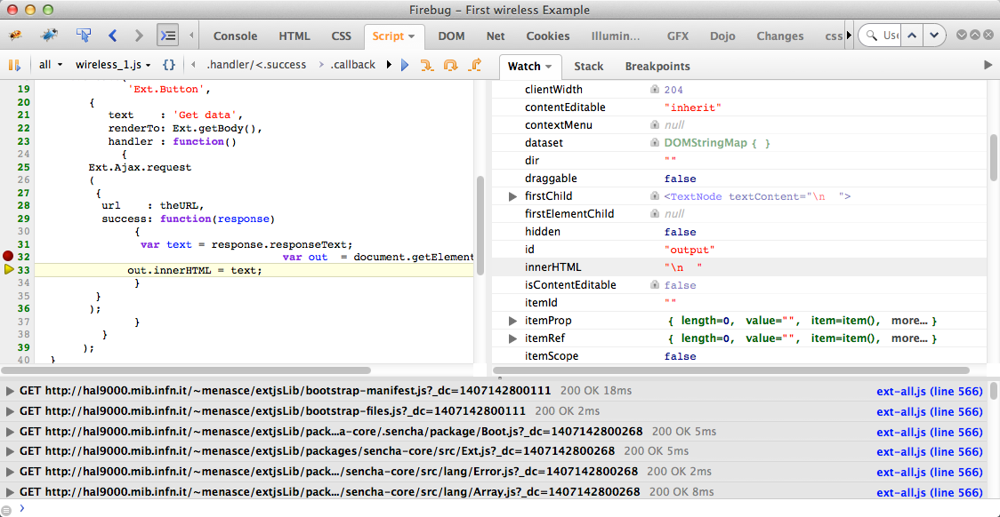 Firebug – First wireless Example
Console HTML CSS Script DOM Net Cookies Illumin... GFX Dojo Changes css
all wireless_1.js {} .handler/<.success > .callback
Watch Stack Breakpoints
19 'Ext.Button',
20 {
21 text : 'Get data',
22 renderTo: Ext.getBody(),
23 handler : function()
24 {
25 Ext.Ajax.request
26 (
27 {
28 url : theURL,
29 success: function(response)
30 {
31 var text = response.responseText;
32 var out = document.getElement
33 out.innerHTML = text;
34 }
35 }
36 );
37 }
38 }
39 );
40 }
clientWidth 204
contentEditable "inherit"
contextMenu null
dataset DOMStringMap { }
dir ""
draggable false
firstChild <TextNode textContent="\n ">
firstElementChild null
hidden false
id "output"
innerHTML "\n "
isContentEditable false
itemId ""
itemProp { length=0, value="", item=item(), more... }
itemRef { length=0, value="", item=item(), more... }
itemScope false
GET http://hal9000.mib.infn.it/~menasce/extjsLib/bootstrap-manifest.js?_dc=1407142800111 200 OK 18ms ext-all.js (line 566)
GET http://hal9000.mib.infn.it/~menasce/extjsLib/bootstrap-files.js?_dc=1407142800111 200 OK 2ms ext-all.js (line 566)
GET http://hal9000.mib.infn.it/~menasce/extjsLib/pack...a-core/.sencha/package/Boot.js?_dc=1407142800268 200 OK 5ms ext-all.js (line 566)
GET http://hal9000.mib.infn.it/~menasce/extjsLib/packages/sencha-core/src/Ext.js?_dc=1407142800268 200 OK 5ms ext-all.js (line 566)
GET http://hal9000.mib.infn.it/~menasce/extjsLib/pack.../sencha-core/src/lang/Error.js?_dc=1407142800268 200 OK 2ms ext-all.js (line 566)
GET http://hal9000.mib.infn.it/~menasce/extjsLib/pack.../sencha-core/src/lang/Array.js?_dc=1407142800268 200 OK 8ms ext-all.js (line 566)